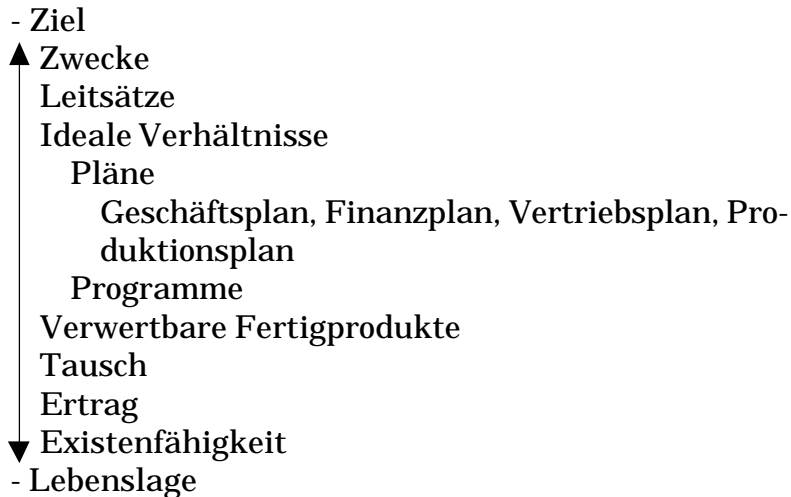 - Ziel
Zwecke
Leitsätze
Ideale Verhältnisse
Pläne
Geschäftsplan, Finanzplan, Vertriebsplan, Pro-
duktionsplan
Programme
Verwertbare Fertigprodukte
Tausch
Ertrag
Existenfähigkeit
- Lebenslage